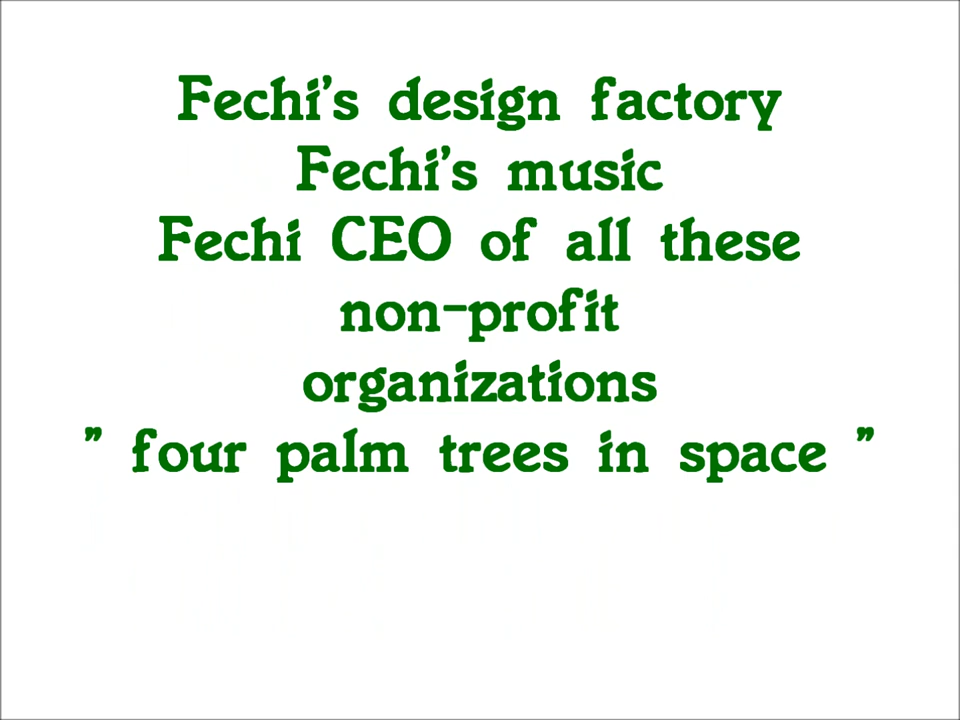 Fechi's design factory
Fechi's music
Fechi CEO of all these
non-profit
organizations
" four palm trees in space "